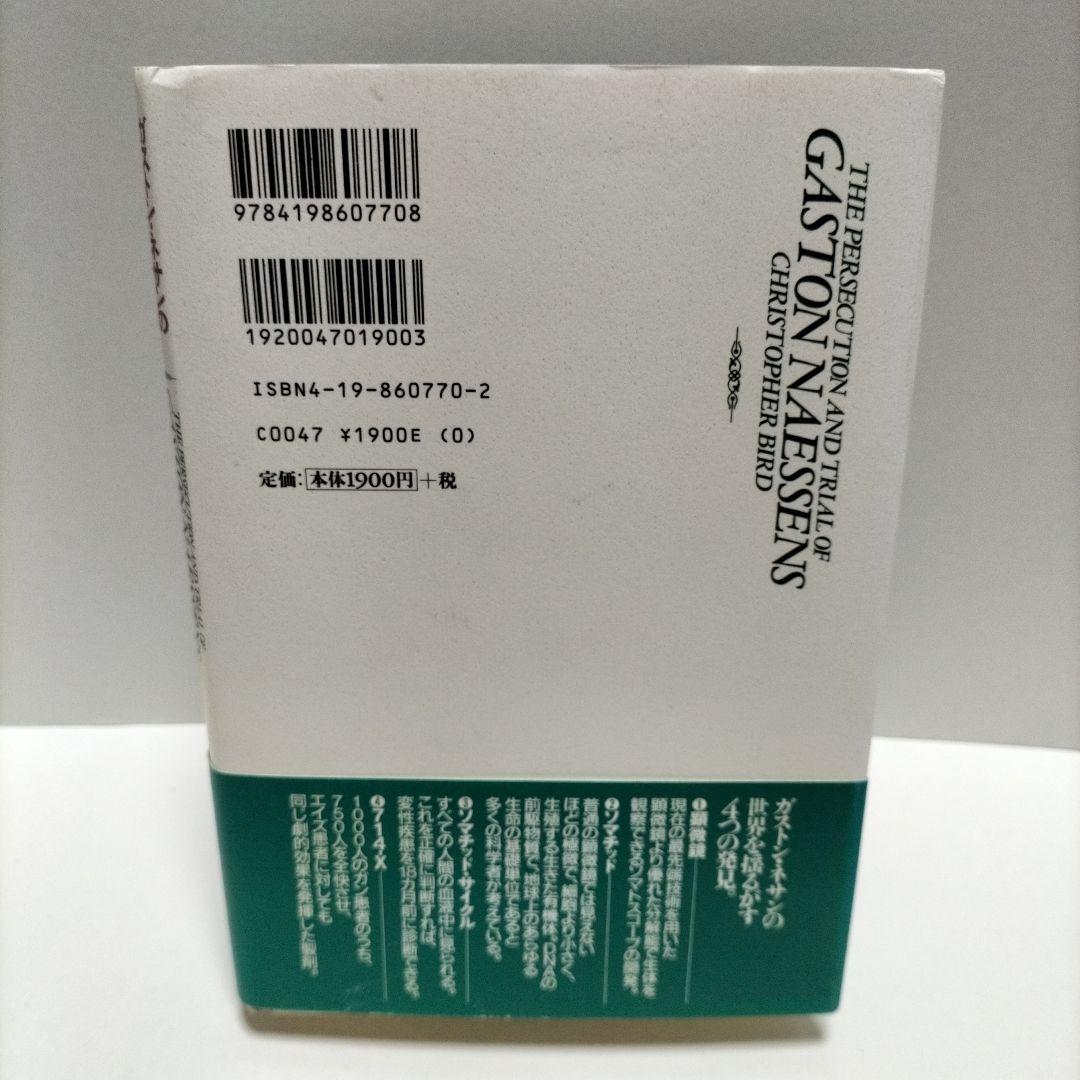 9784198607708
1920047019003
ISBN4-19-860770-2
C0047 ¥1900E (0)
定価：本体1900円＋税
THE PERSECUTION AND TRIAL OF
GASTON NAESSENS
CHRISTOPHER BIRD
ガストン・ネサンの
世界を揺るがす
4つの発見。
❶顕微鏡
現在の最先端技術を用いた
顕微鏡より優れた分解能で生体を
観察できるソマトスコープの開発。
❷ソマチッド
普通の顕微鏡では見えない
ほどの極微で、細胞より小さく、
生殖する生きた有機体。DNAの
前駆物質で、地球上のあらゆる
生命の基礎単位であると
多くの科学者が考えている。
❸ソマチッド・サイクル
すべての人間の血液中に見られる。
これを正確に判断すれば、
変性疾患を18カ月前に診断できる。
❹714-X
1000人のガン患者のうち、
750人を全快させ、
エイズ患者に対しても
同じ劇的効果を発揮した製剤。